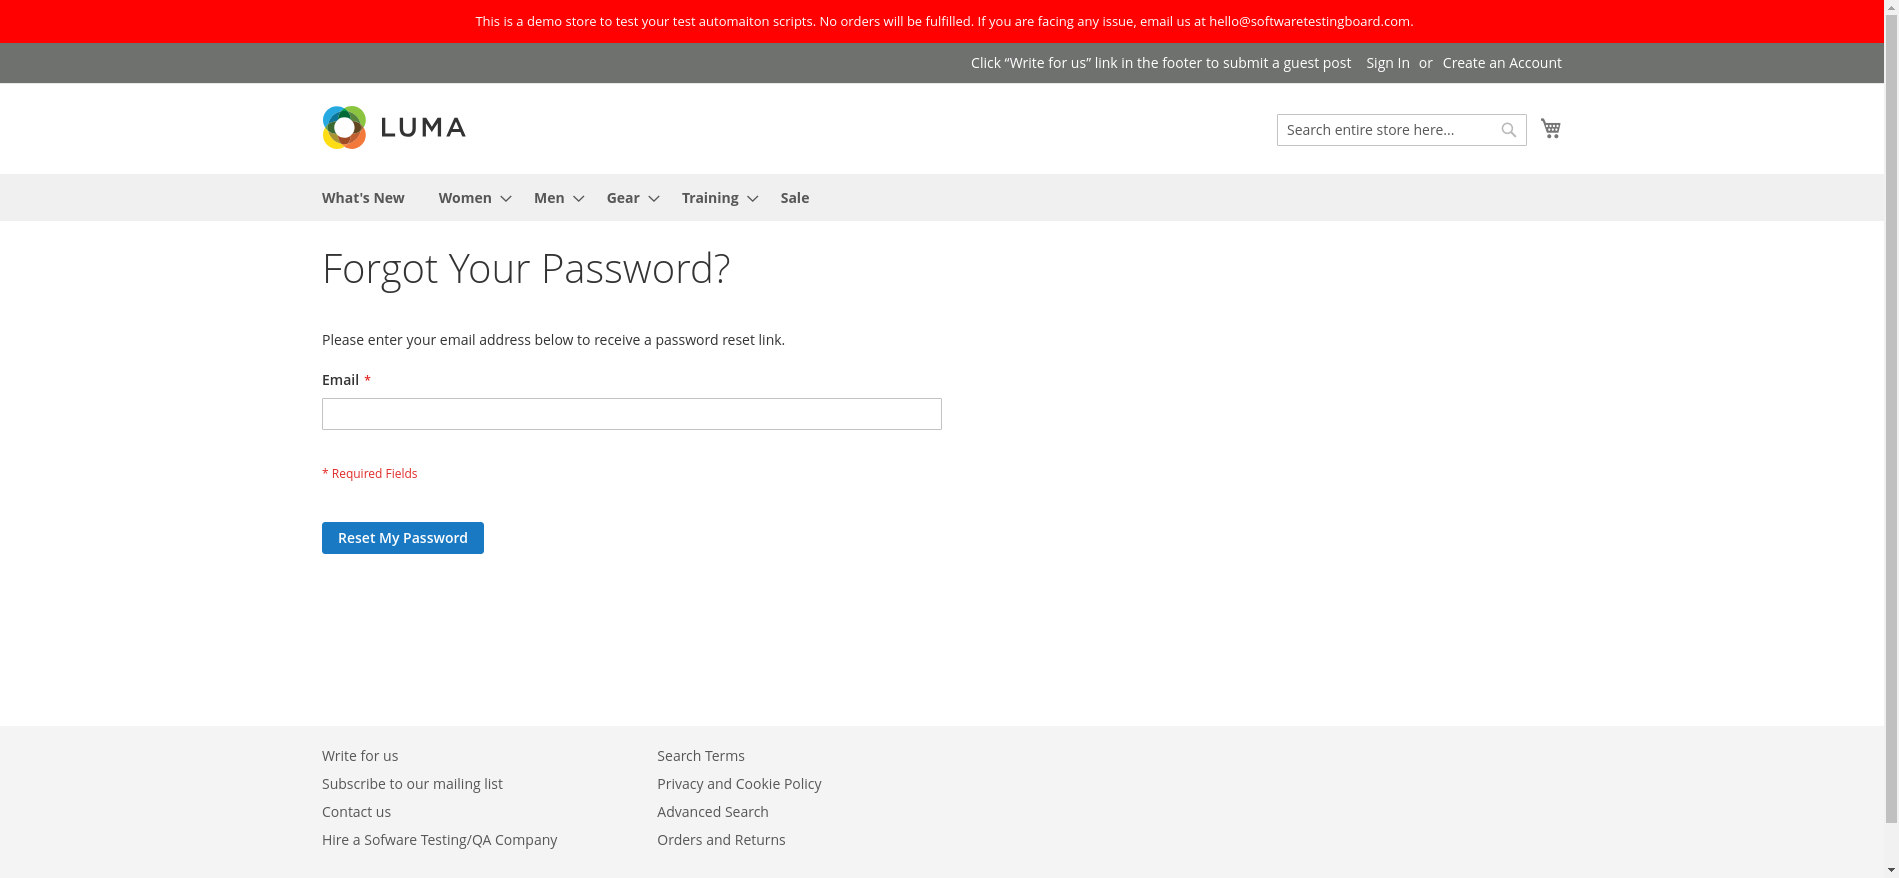 This is a demo store to test your test automaiton scripts. No orders will be fulfilled. If you are facing any issue, email us at hello@softwaretestingboard.com.
Click “Write for us” link in the footer to submit a guest post Sign In or Create an Account
LUMA
Search entire store here...
What's New Women Men Gear Training Sale
Forgot Your Password?
Please enter your email address below to receive a password reset link.
Email *
* Required Fields
Reset My Password
Write for us
Subscribe to our mailing list
Contact us
Hire a Sofware Testing/QA Company
Search Terms
Privacy and Cookie Policy
Advanced Search
Orders and Returns